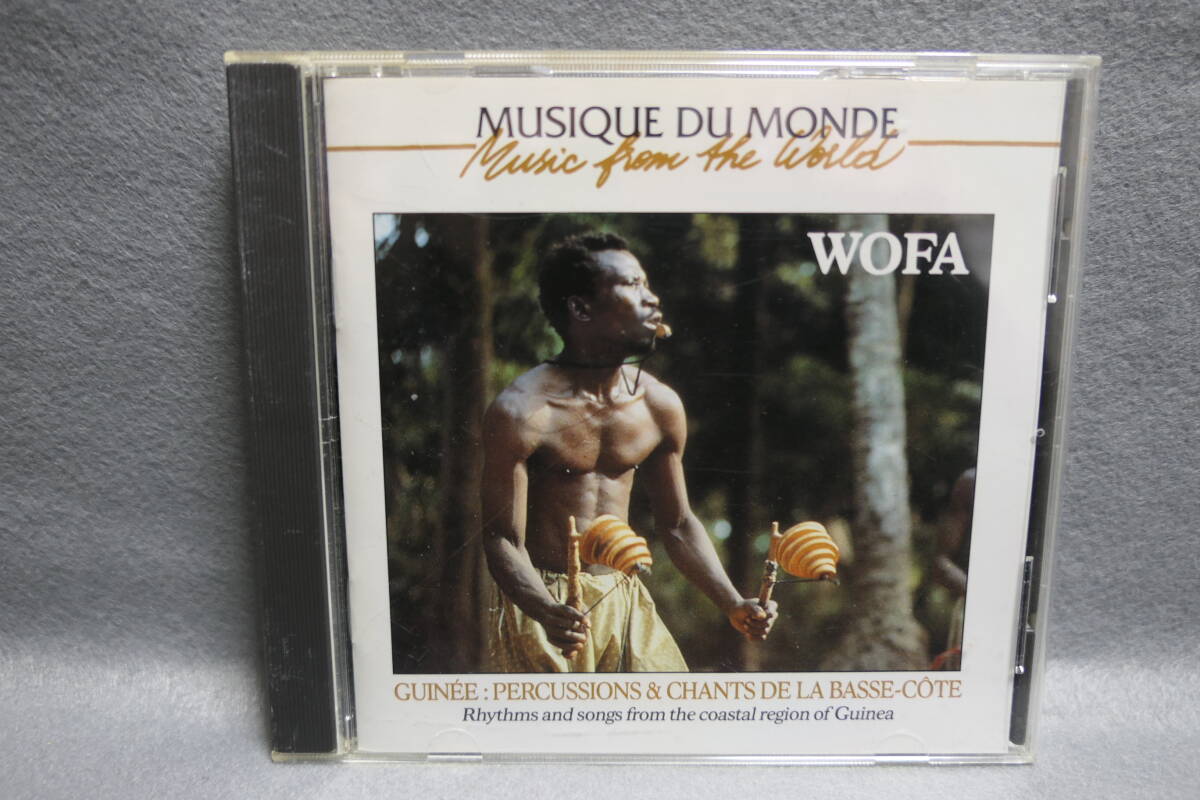 MUSIQUE DU MONDE
Music from the World
WOFA
GUINÉE : PERCUSSIONS & CHANTS DE LA BASSE-CÔTE
Rhythms and songs from the coastal region of Guinea